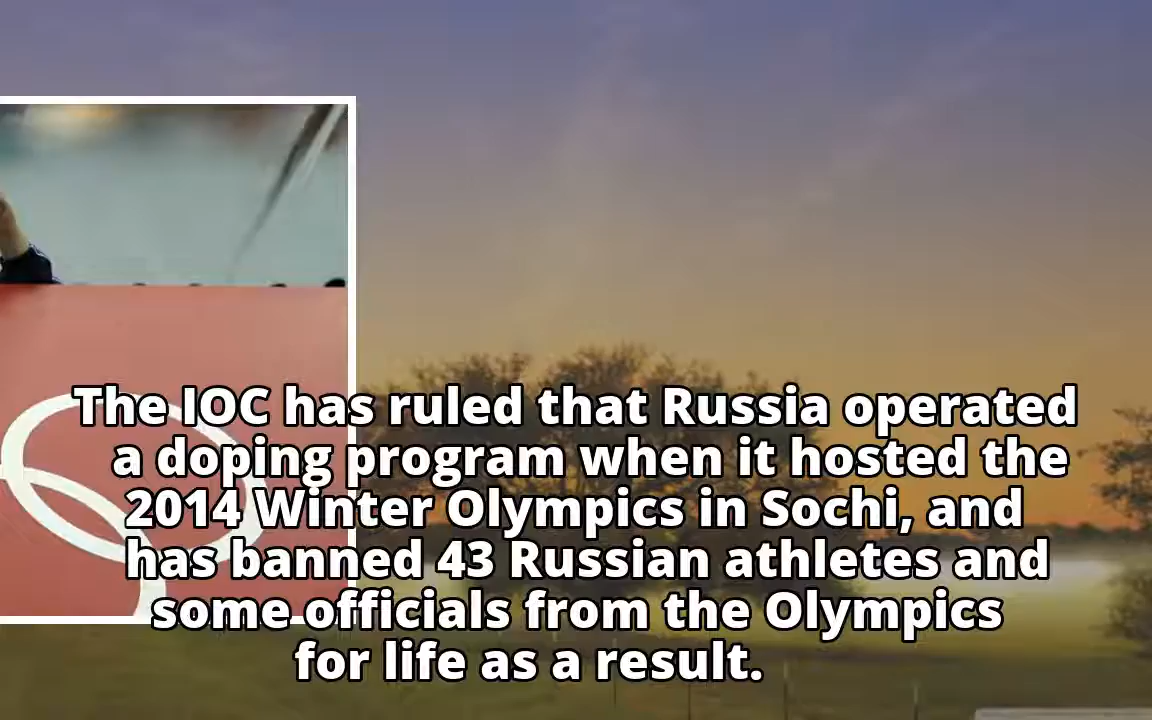 The IOC has ruled that Russia operated
a doping program when it hosted the
2014 Winter Olympics in Sochi, and
has banned 43 Russian athletes and
some officials from the Olympics
for life as a result.